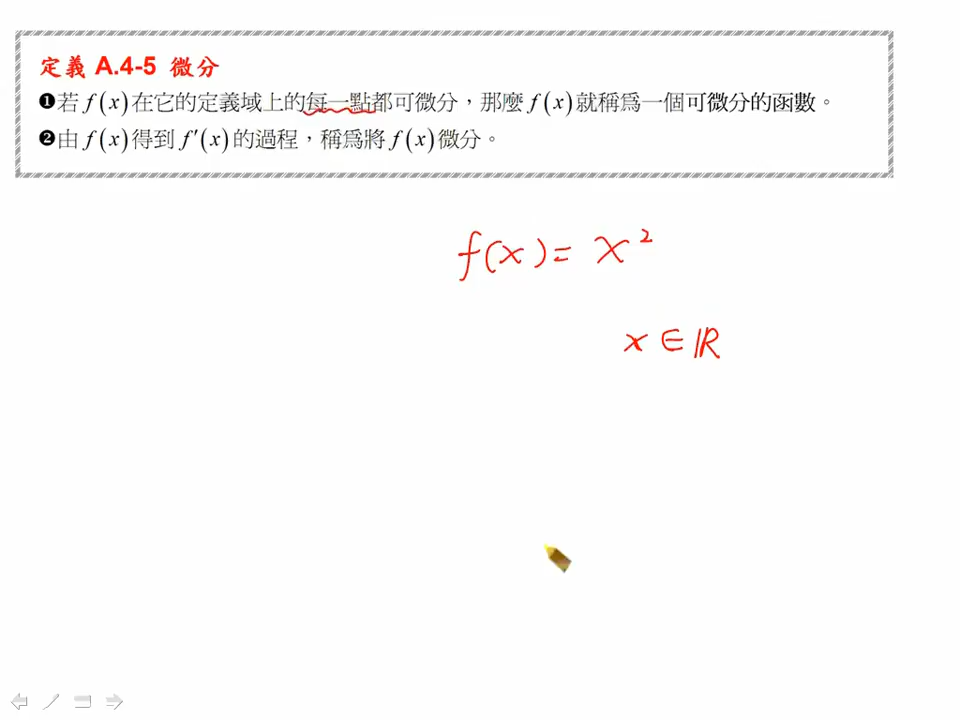 定義 A.4-5 微分
❶若 f(x) 在它的定義域上的每一點都可微分，那麼 f(x) 就稱為一個可微分的函數。
❷由 f(x) 得到 f′(x) 的過程，稱為將 f(x) 微分。
f(x) = x²
x ∈ ℝ